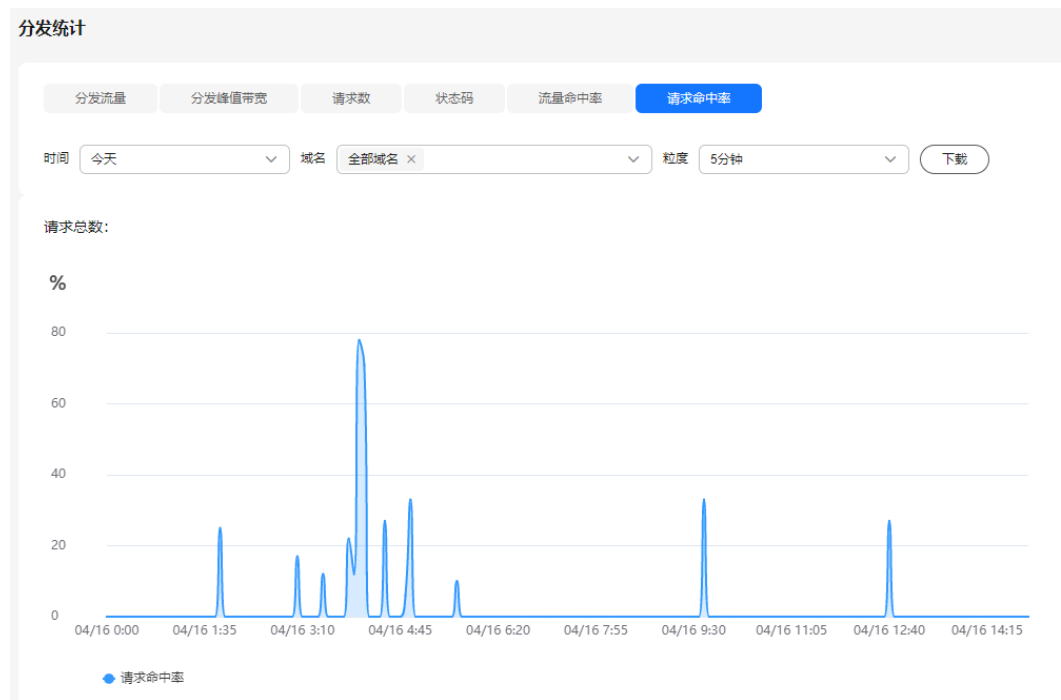 分发统计
分发流量 分发峰值带宽 请求数 状态码 流量命中率 请求命中率
时间 今天 域名 全部域名 × 粒度 5分钟 下载
请求总数:
%
80
60
40
20
0
04/16 0:00 04/16 1:35 04/16 3:10 04/16 4:45 04/16 6:20 04/16 7:55 04/16 9:30 04/16 11:05 04/16 12:40 04/16 14:15
请求命中率